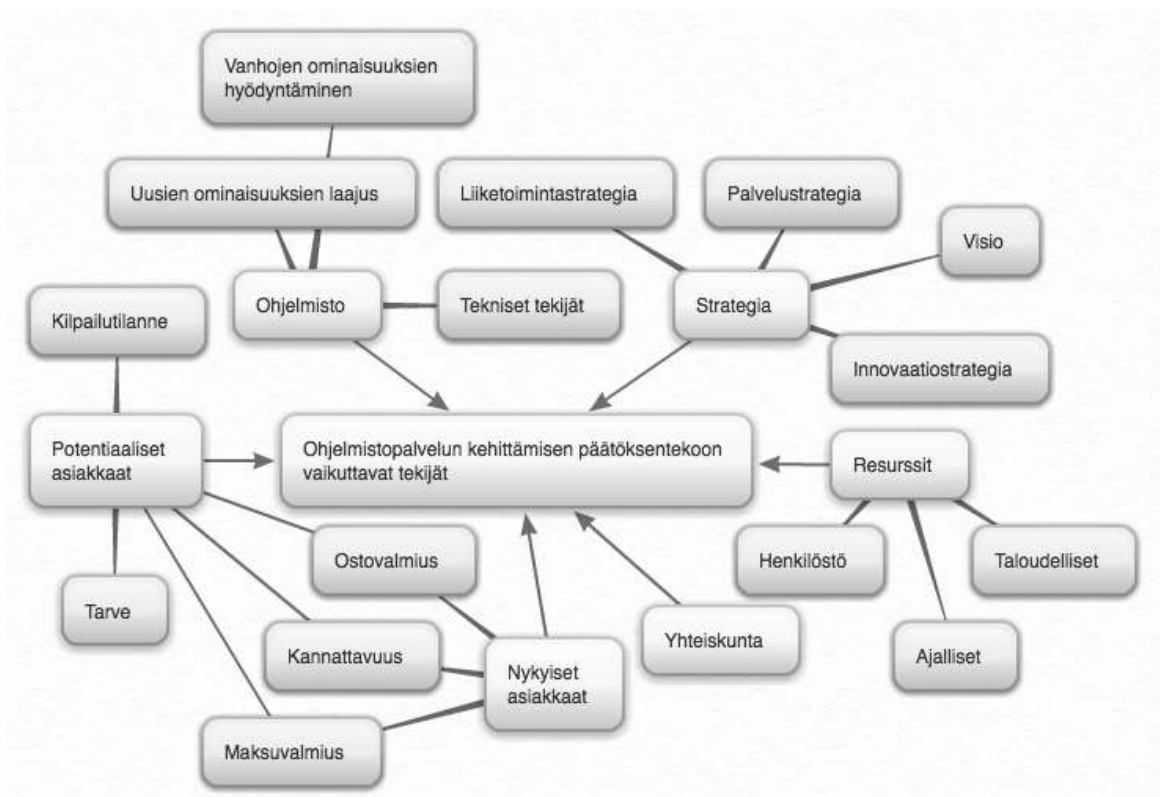 Vanhojen ominaisuuksien
hyödyntäminen
Uusien ominaisuuksien laajus
Liiketoimintastrategia
Palvelustrategia
Visio
Ohjelmisto
Tekniset tekijät
Strategia
Kilpailutilanne
Innovaatiostrategia
Potentiaaliset
asiakkaat
Ohjelmistopalvelun kehittämisen päätöksentekoon
vaikuttavat tekijät
Resurssit
Ostovalmius
Henkilöstö
Taloudelliset
Tarve
Kannattavuus
Nykyiset
asiakkaat
Yhteiskunta
Ajalliset
Maksuvalmius